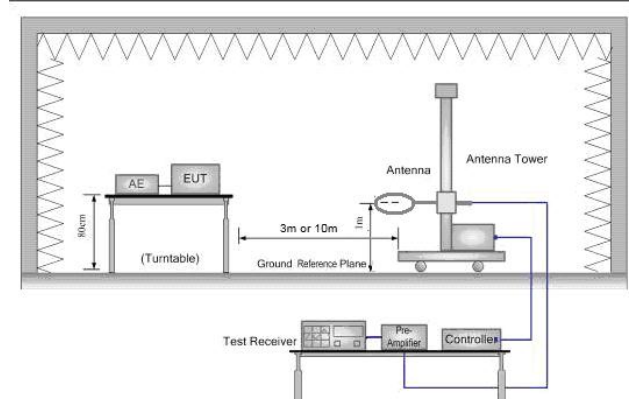 Antenna
Antenna Tower
AE
EUT
80cm
3m or 10m
1m
(Turntable)
Ground Reference Plane
Test Receiver
Pre-
Amplifier
Controller